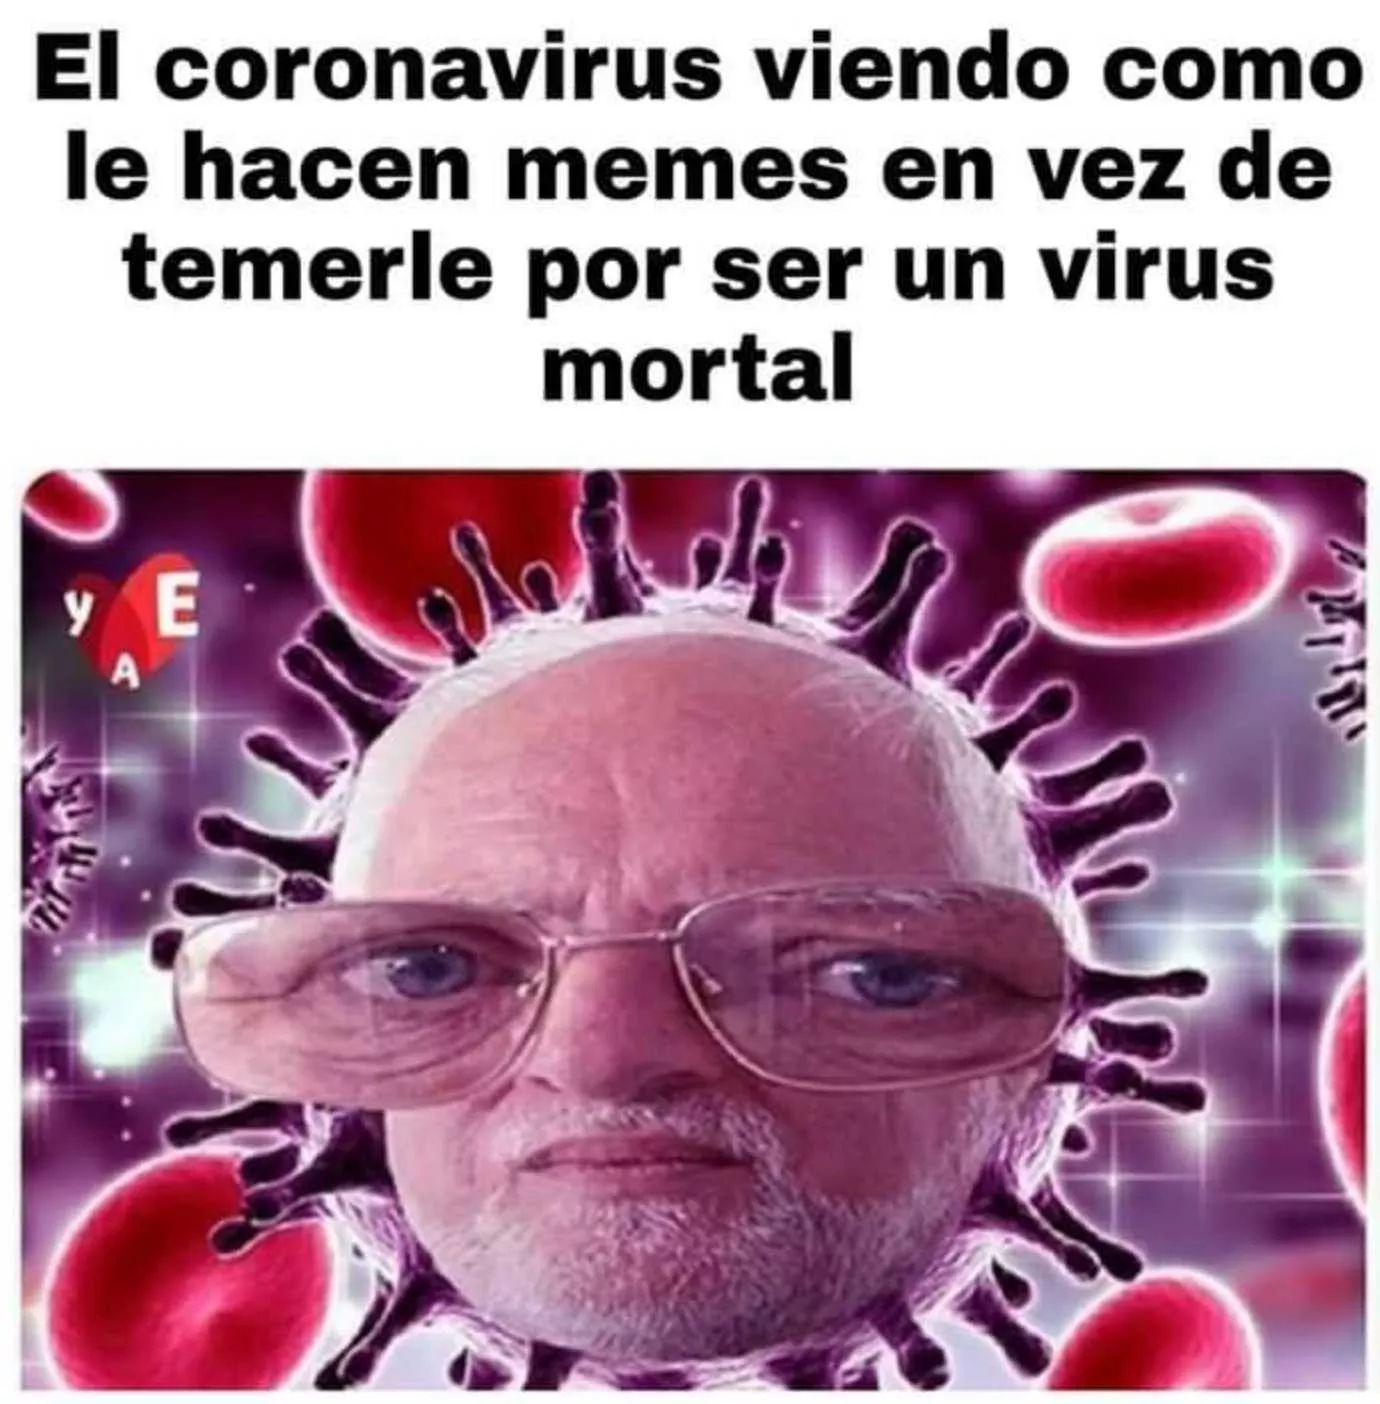 El coronavirus viendo como
le hacen memes en vez de
temerle por ser un virus
mortal
y E
A